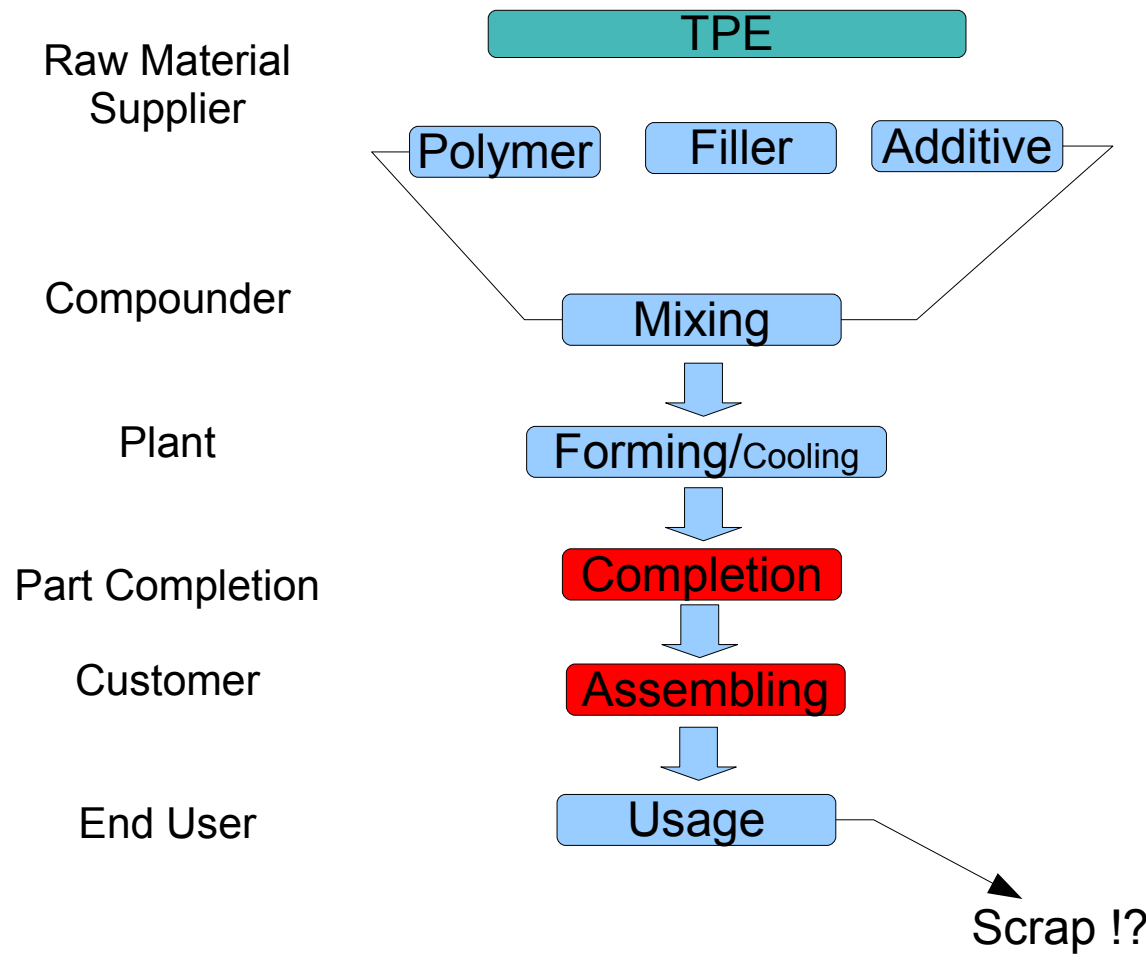 TPE
Raw Material
Supplier
Polymer
Filler
Additive
Compounder
Mixing
Plant
Forming/Cooling
Part Completion
Completion
Customer
Assembling
End User
Usage
Scrap !?